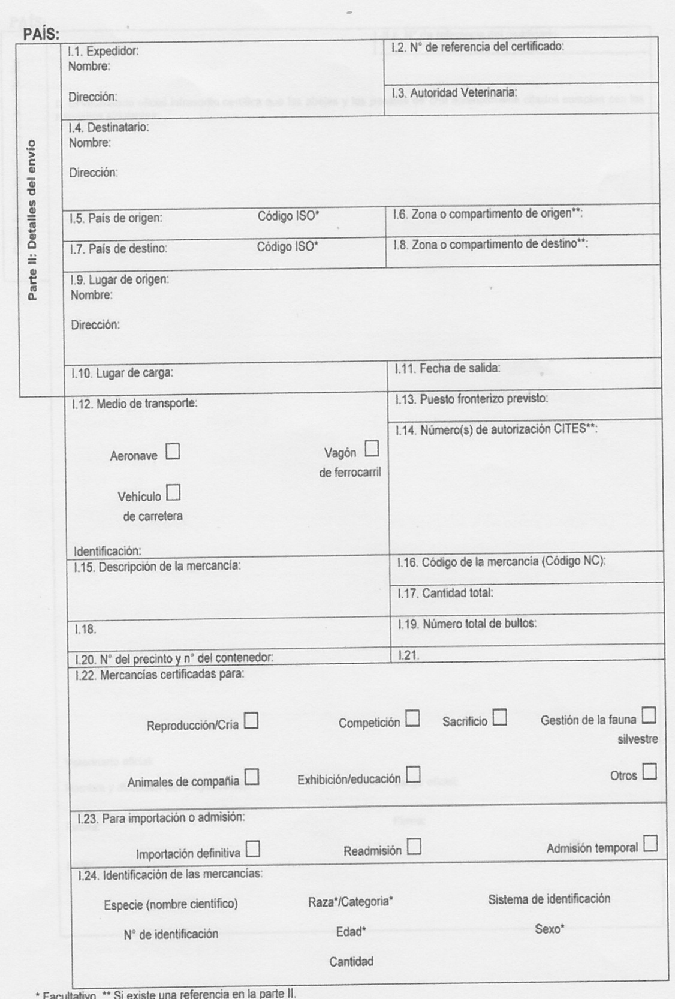 PAÍS:
Parte II: Detalles del envío
I.1. Expedidor:
Nombre:
Dirección:
I.2. N° de referencia del certificado:
I.3. Autoridad Veterinaria:
I.4. Destinatario:
Nombre:
Dirección:
I.5. País de origen: Código ISO*
I.6. Zona o compartimento de origen**:
I.7. País de destino: Código ISO*
I.8. Zona o compartimento de destino**:
I.9. Lugar de origen:
Nombre:
Dirección:
I.10. Lugar de carga:
I.11. Fecha de salida:
I.12. Medio de transporte:
Aeronave
Vagón
de ferrocarril
Vehículo
de carretera
Identificación:
I.13. Puesto fronterizo previsto:
I.14. Número(s) de autorización CITES**:
I.15. Descripción de la mercancía:
I.16. Código de la mercancía (Código NC):
I.17. Cantidad total:
I.18.
I.19. Número total de bultos:
I.20. N° del precinto y n° del contenedor:
I.21.
I.22. Mercancías certificadas para:
Reproducción/Cría Competición Sacrificio Gestión de la fauna
silvestre
Animales de compañía Exhibición/educación Otros
I.23. Para importación o admisión:
Importación definitiva Readmisión Admisión temporal
I.24. Identificación de las mercancías:
Especie (nombre científico) Raza*/Categoria* Sistema de identificación
N° de identificación Edad* Sexo*
Cantidad
* Facultativo. ** Si existe una referencia en la parte II.